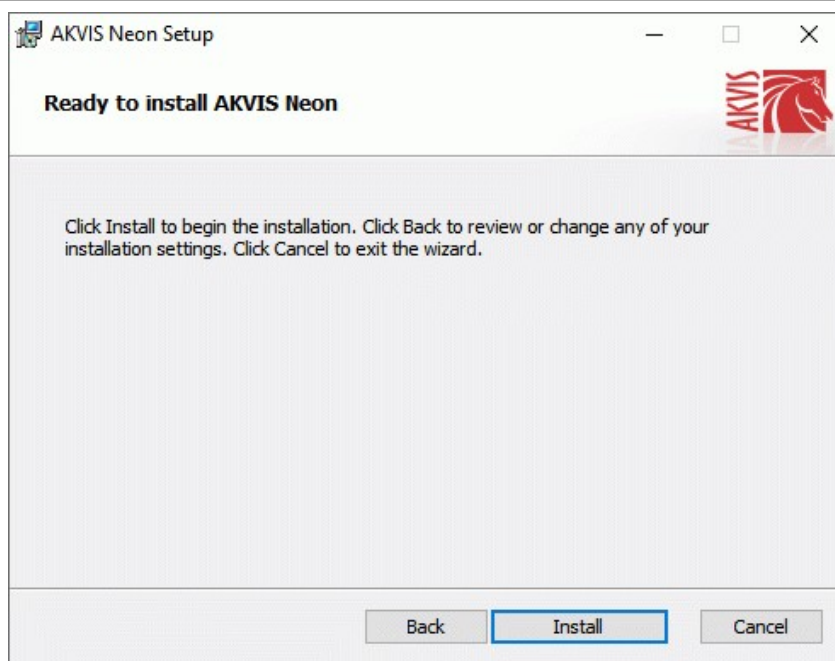 AKVIS Neon Setup
Ready to install AKVIS Neon
AKVIS
Click Install to begin the installation. Click Back to review or change any of your
installation settings. Click Cancel to exit the wizard.
Back
Install
Cancel